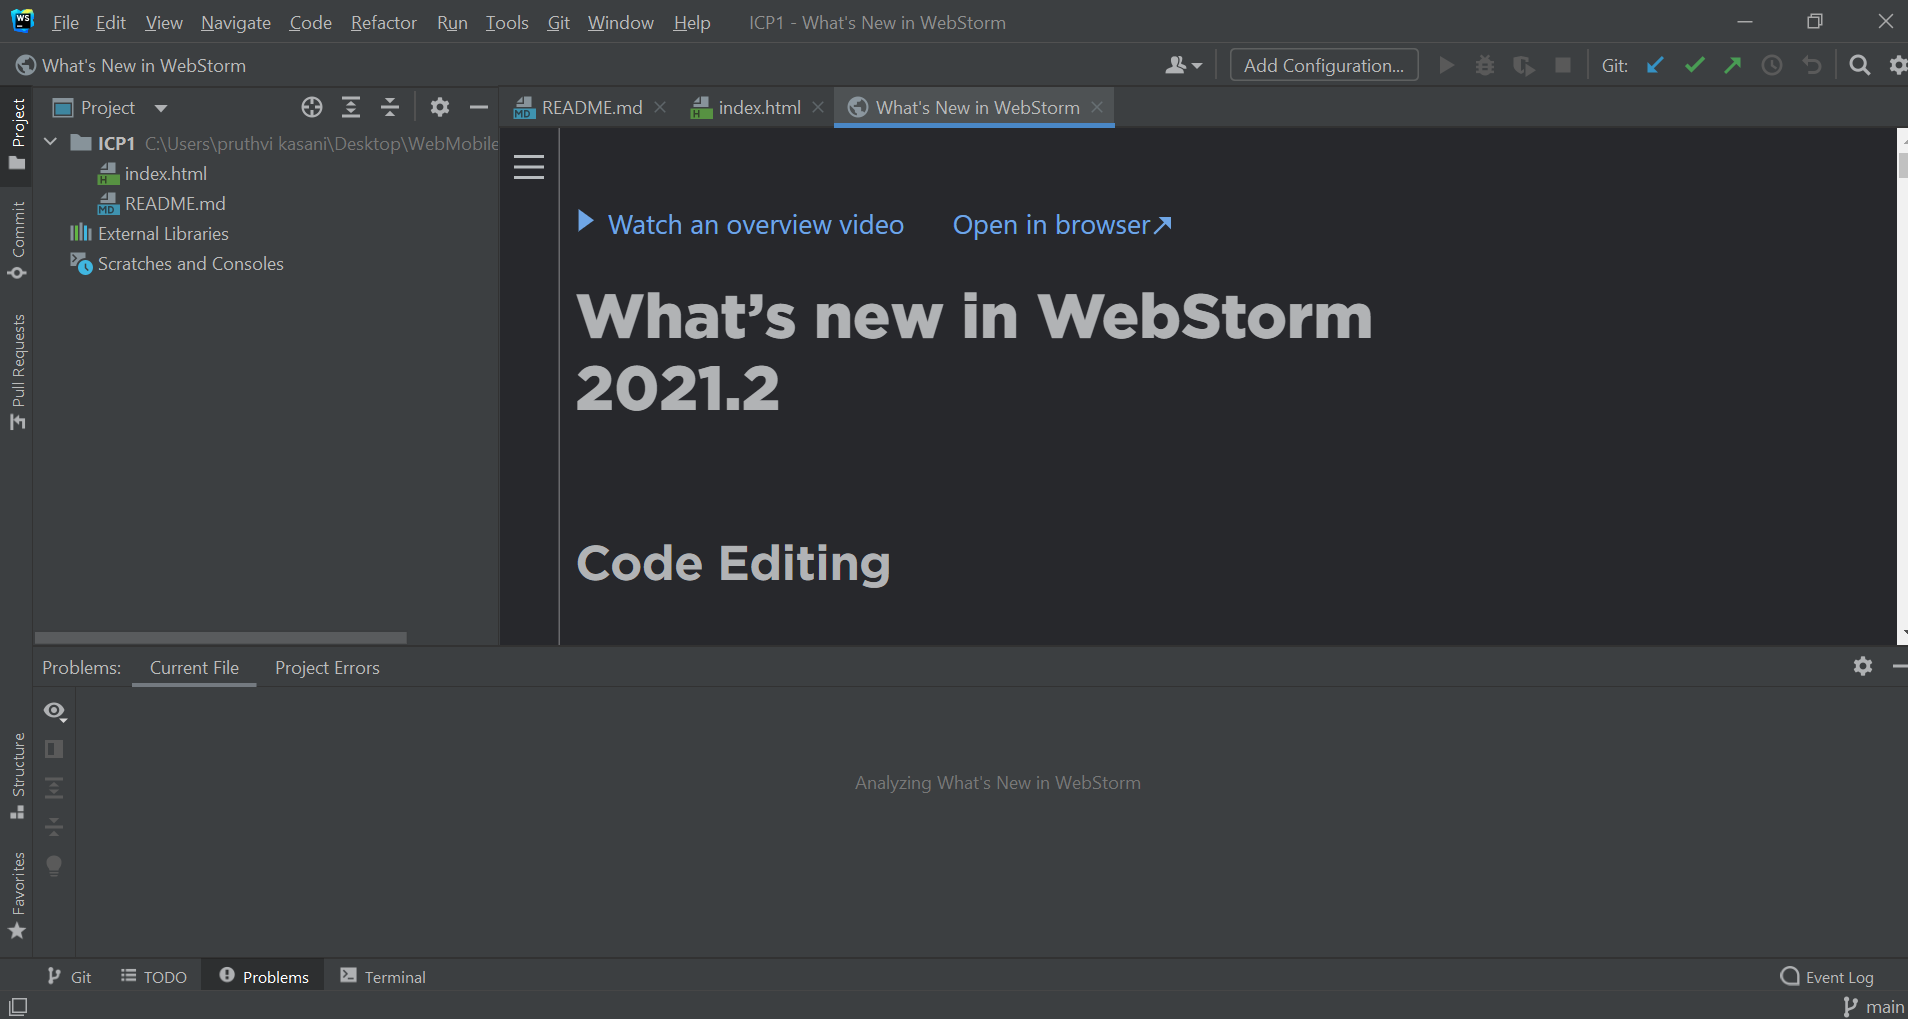 WS File Edit View Navigate Code Refactor Run Tools Git Window Help ICP1 - What's New in WebStorm
What's New in WebStorm Add Configuration... Git:
Project
README.md index.html What's New in WebStorm
ICP1 C:\Users\pruthvi kasani\Desktop\WebMobile
index.html
README.md
External Libraries
Scratches and Consoles
Project
Commit
Pull Requests
Structure
Favorites
Watch an overview video Open in browser
What’s new in WebStorm
2021.2
Code Editing
Problems: Current File Project Errors
Analyzing What's New in WebStorm
Git TODO Problems Terminal Event Log
main